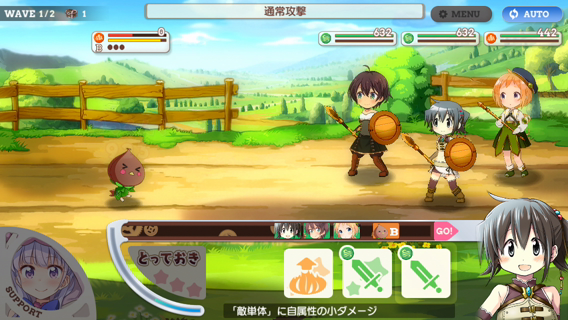 WAVE 1/2 1
通常攻撃
MENU
AUTO
0
B
632
632
442
B
GO!
とっておき
SUPPORT
「敵単体」に自属性の小ダメージ